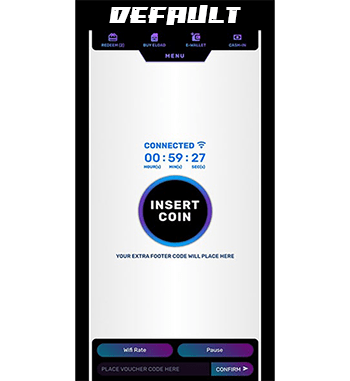 DEFAULT
REDEEM (2) BUY ELOAD E-WALLET CASH-IN
MENU
CONNECTED
00 : 59 : 27
HOUR(s) MIN(s) SEC(s)
INSERT
COIN
YOUR EXTRA FOOTER CODE WILL PLACE HERE
Wifi Rate Pause
PLACE VOUCHER CODE HERE CONFIRM